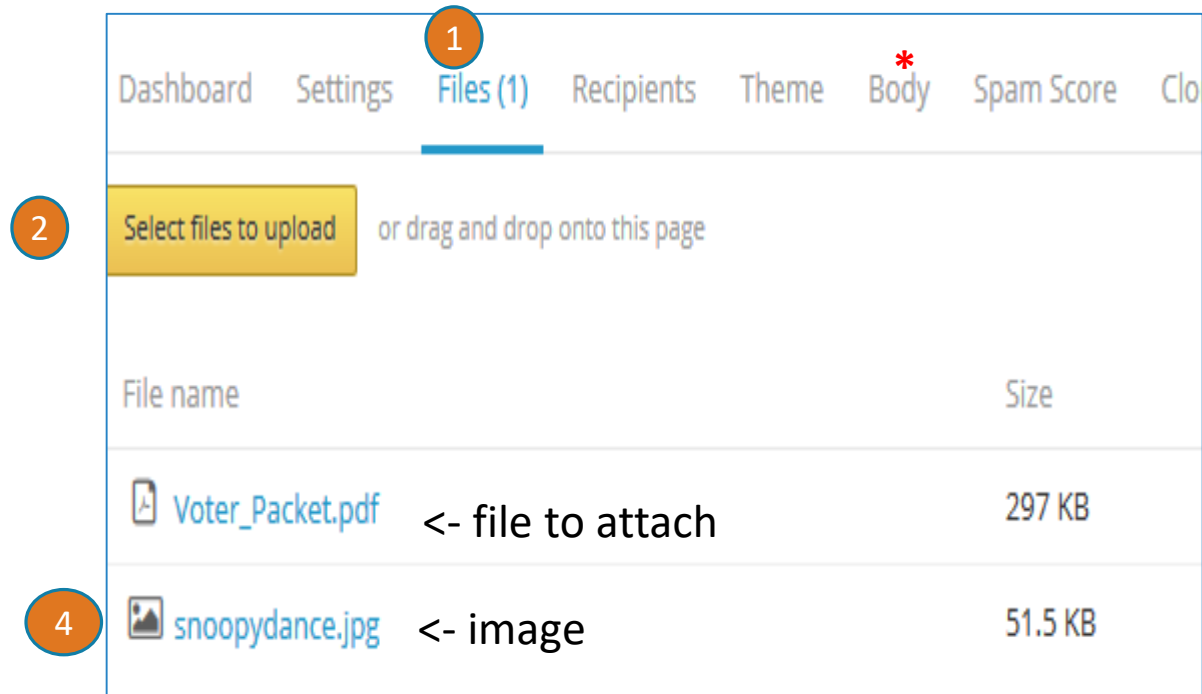 1
Dashboard Settings Files (1) Recipients Theme Body * Spam Score Clo
2 Select files to upload or drag and drop onto this page
File name Size
Voter_Packet.pdf <- file to attach 297 KB
4 snoopydance.jpg <- image 51.5 KB